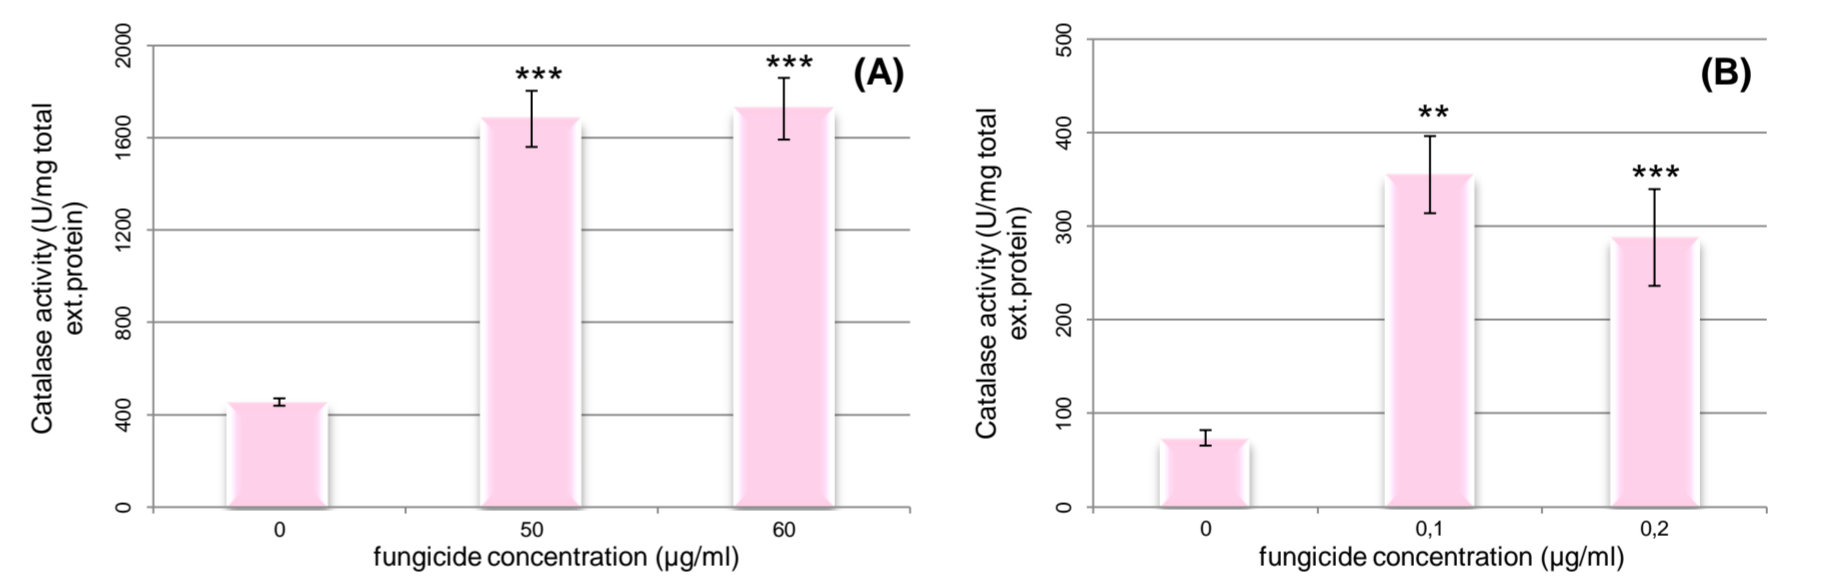 2000
1600
1200
800
400
0
Catalase activity (U/mg total
ext.protein)
***
***
(A)
0
50
60
fungicide concentration (µg/ml)
500
400
300
200
100
0
Catalase activity (U/mg total
ext.protein)
**
***
(B)
0
0,1
0,2
fungicide concentration (µg/ml)